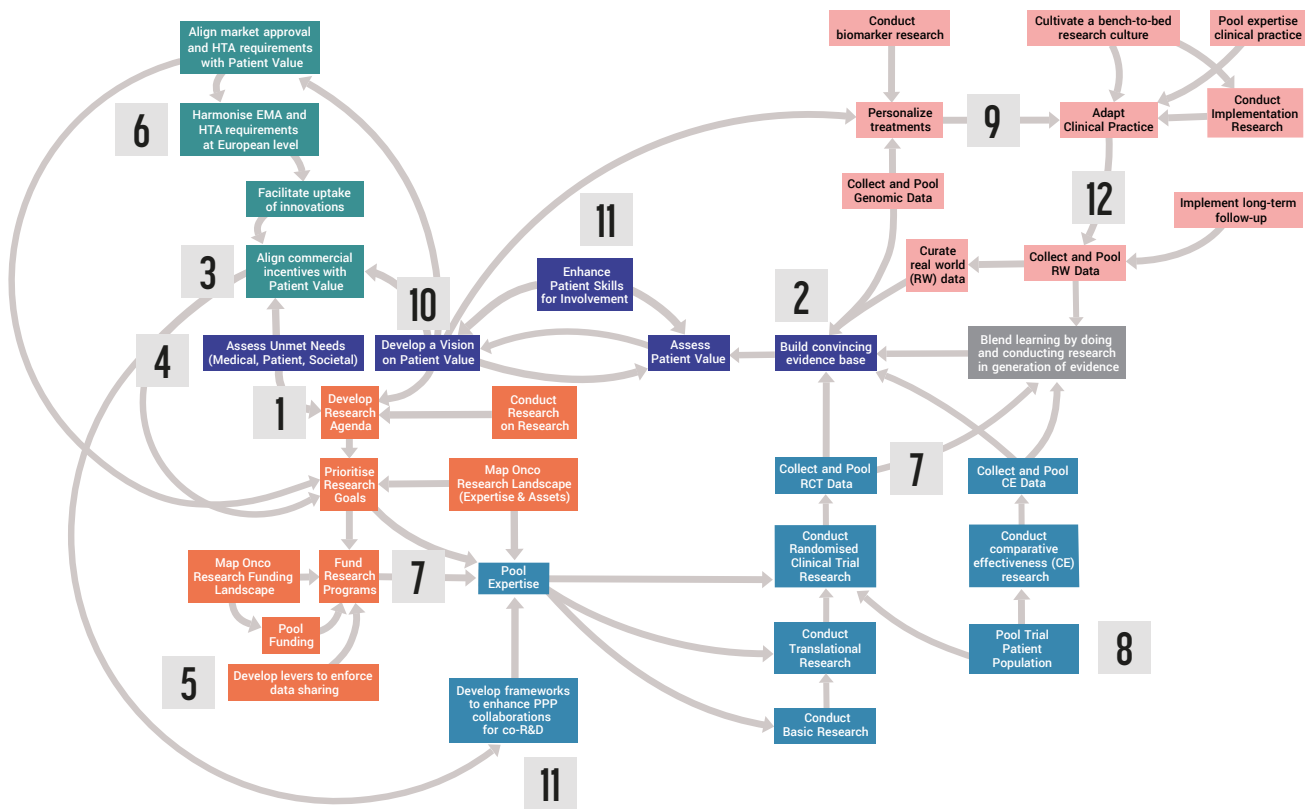 Align market approval
and HTA requirements
with Patient Value
Conduct
biomarker research
Cultivate a bench-to-bed
research culture
Pool expertise
clinical practice
6
Harmonise EMA and
HTA requirements
at European level
Personalize
treatments
9
Adapt
Clinical Practice
Conduct
Implementation
Research
Facilitate uptake
of innovations
Collect and Pool
Genomic Data
12
Implement long-term
follow-up
11
3
Align commercial
incentives with
Patient Value
Enhance
Patient Skills
for Involvement
Curate
real world
(RW) data
Collect and Pool
RW Data
10
2
4
Assess Unmet Needs
(Medical, Patient, Societal)
Develop a Vision
on Patient Value
Assess
Patient Value
Build convincing
evidence base
Blend learning by doing
and conducting research
in generation of evidence
1
Develop
Research
Agenda
Conduct
Research
on Research
Prioritise
Research
Goals
Map Onco
Research Landscape
(Expertise & Assets)
Collect and Pool
RCT Data
7
Collect and Pool
CE Data
Conduct
Randomised
Clinical Trial
Research
Conduct
comparative
effectiveness (CE)
research
Map Onco
Research Funding
Landscape
Fund
Research
Programs
7
Pool
Expertise
Pool
Funding
Conduct
Translational
Research
Pool Trial
Patient
Population
8
5
Develop levers to enforce
data sharing
Develop frameworks
to enhance PPP
collaborations
for co-R&D
Conduct
Basic Research
11